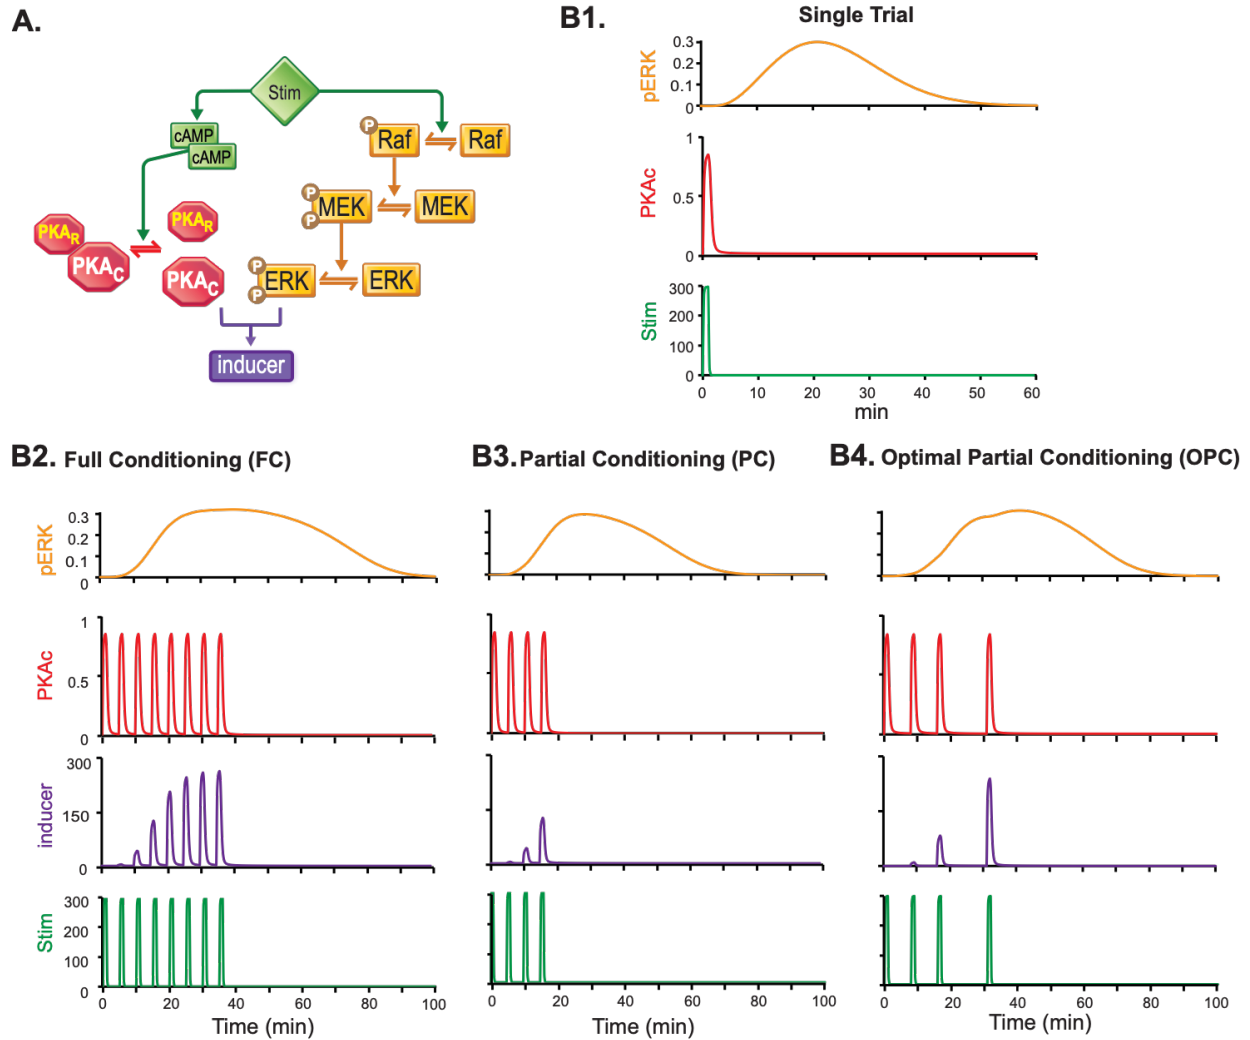 A.
Stim
cAMP
cAMP
P
Raf
Raf
P
P
MEK
MEK
PKAR
PKAR
PKAC
PKAC
P
P
ERK
ERK
inducer
B1. Single Trial
pERK
0.3
0.2
0.1
0
PKAc
1
0.5
0
Stim
300
200
100
0
0 10 20 30 40 50 60
min
B2. Full Conditioning (FC)
pERK
0.3
0.2
0.1
0
PKAc
1
0.5
0
inducer
300
150
0
Stim
300
200
100
0
0 20 40 60 80 100
Time (min)
B3. Partial Conditioning (PC)
0 20 40 60 80 100
Time (min)
B4. Optimal Partial Conditioning (OPC)
0 20 40 60 80 100
Time (min)